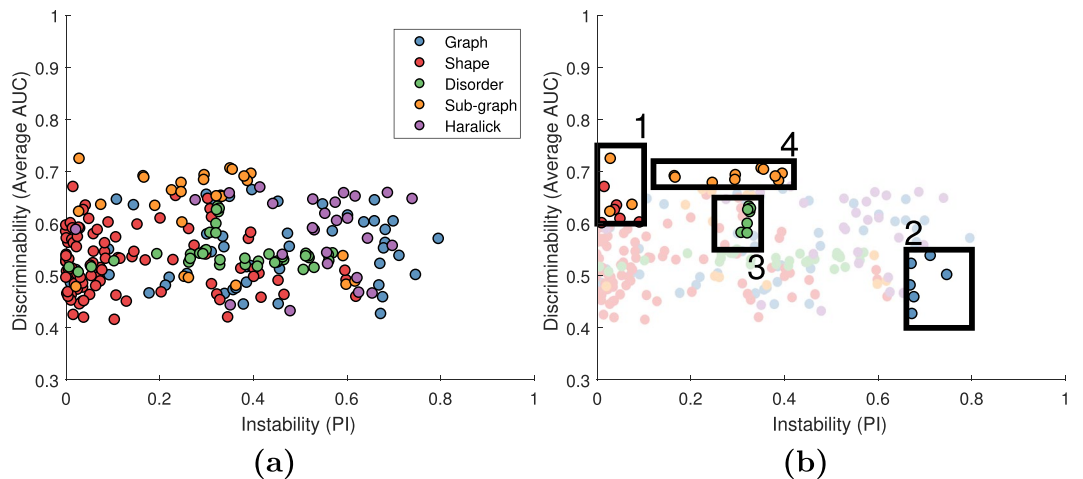 1
0.9
0.8
0.7
0.6
0.5
0.4
0.3
0
0.2
0.4
0.6
0.8
1
Discriminability (Average AUC)
Instability (PI)
Graph
Shape
Disorder
Sub-graph
Haralick
(a)
1
0.9
0.8
0.7
0.6
0.5
0.4
0.3
0
0.2
0.4
0.6
0.8
1
Discriminability (Average AUC)
Instability (PI)
1
4
2
3
(b)